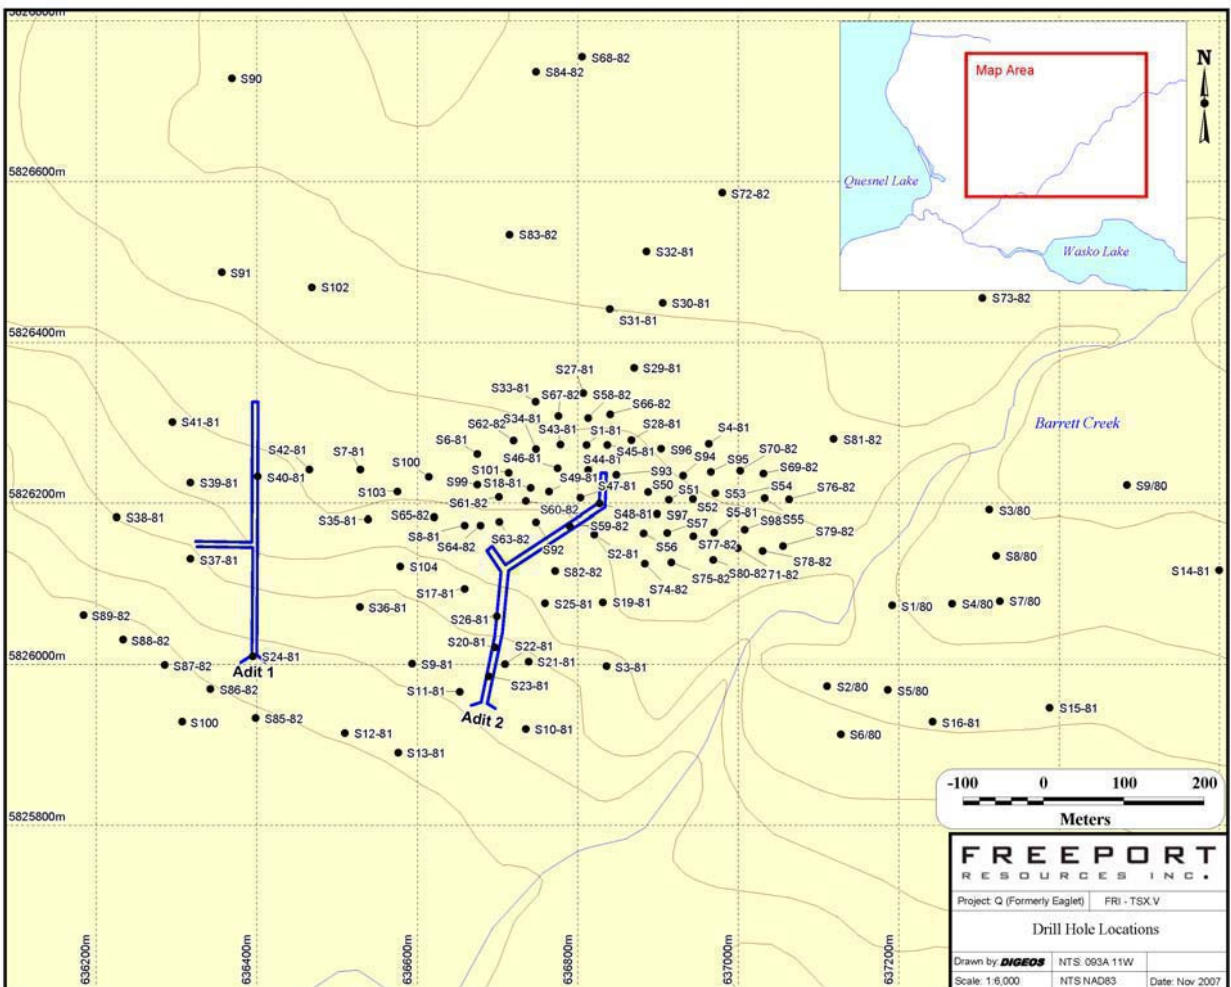 5826800m
S68-82
S84-82
S90
N
Map Area
5826600m
Quesnel Lake
S72-82
S83-82
S32-81
Wasko Lake
S91
S102
S30-81
S73-82
S31-81
5826400m
S29-81
S27-81
S33-81
S67-82
S58-82
S66-82
S41-81
S62-82
S34-81
S43-81
S1-81
S28-81
S4-81
Barrett Creek
S6-81
S81-82
S42-81
S7-81
S46-81
S44-81
S45-81
S96
S94
S95
S70-82
S100
S101
S49-81
S93
S69-82
S39-81
S40-81
S103
S99
S18-81
S47-81
S50
S51
S53
S54
S76-82
S9/80
5826200m
S61-82
S60-82
S48-81
S97
S52
S5-81
S98
S55
S3/80
S38-81
S35-81
S65-82
S8-81
S63-82
S59-82
S57
S79-82
S64-82
S92
S2-81
S56
S77-82
S78-82
S8/80
S37-81
S104
S82-82
S74-82
S75-82
S80-82
71-82
S14-81
S17-81
S36-81
S25-81
S19-81
S1/80
S4/80
S7/80
S89-82
S26-81
S88-82
S20-81
S22-81
5826000m
S87-82
S24-81
Adit 1
S9-81
S21-81
S3-81
S86-82
S11-81
S23-81
S2/80
S5/80
S100
S85-82
Adit 2
S10-81
S15-81
S16-81
S12-81
S6/80
S13-81
-100 0 100 200
Meters
5825800m
FREEPORT
RESOURCES INC.
Project: Q (Formerly Eaglet) FRI - TSX.V
Drill Hole Locations
Drawn by: DIGEOS NTS: 093A 11W
Scale: 1:6,000 NTS NAD83 Date: Nov 2007
636200m
636400m
636600m
636800m
637000m
637200m